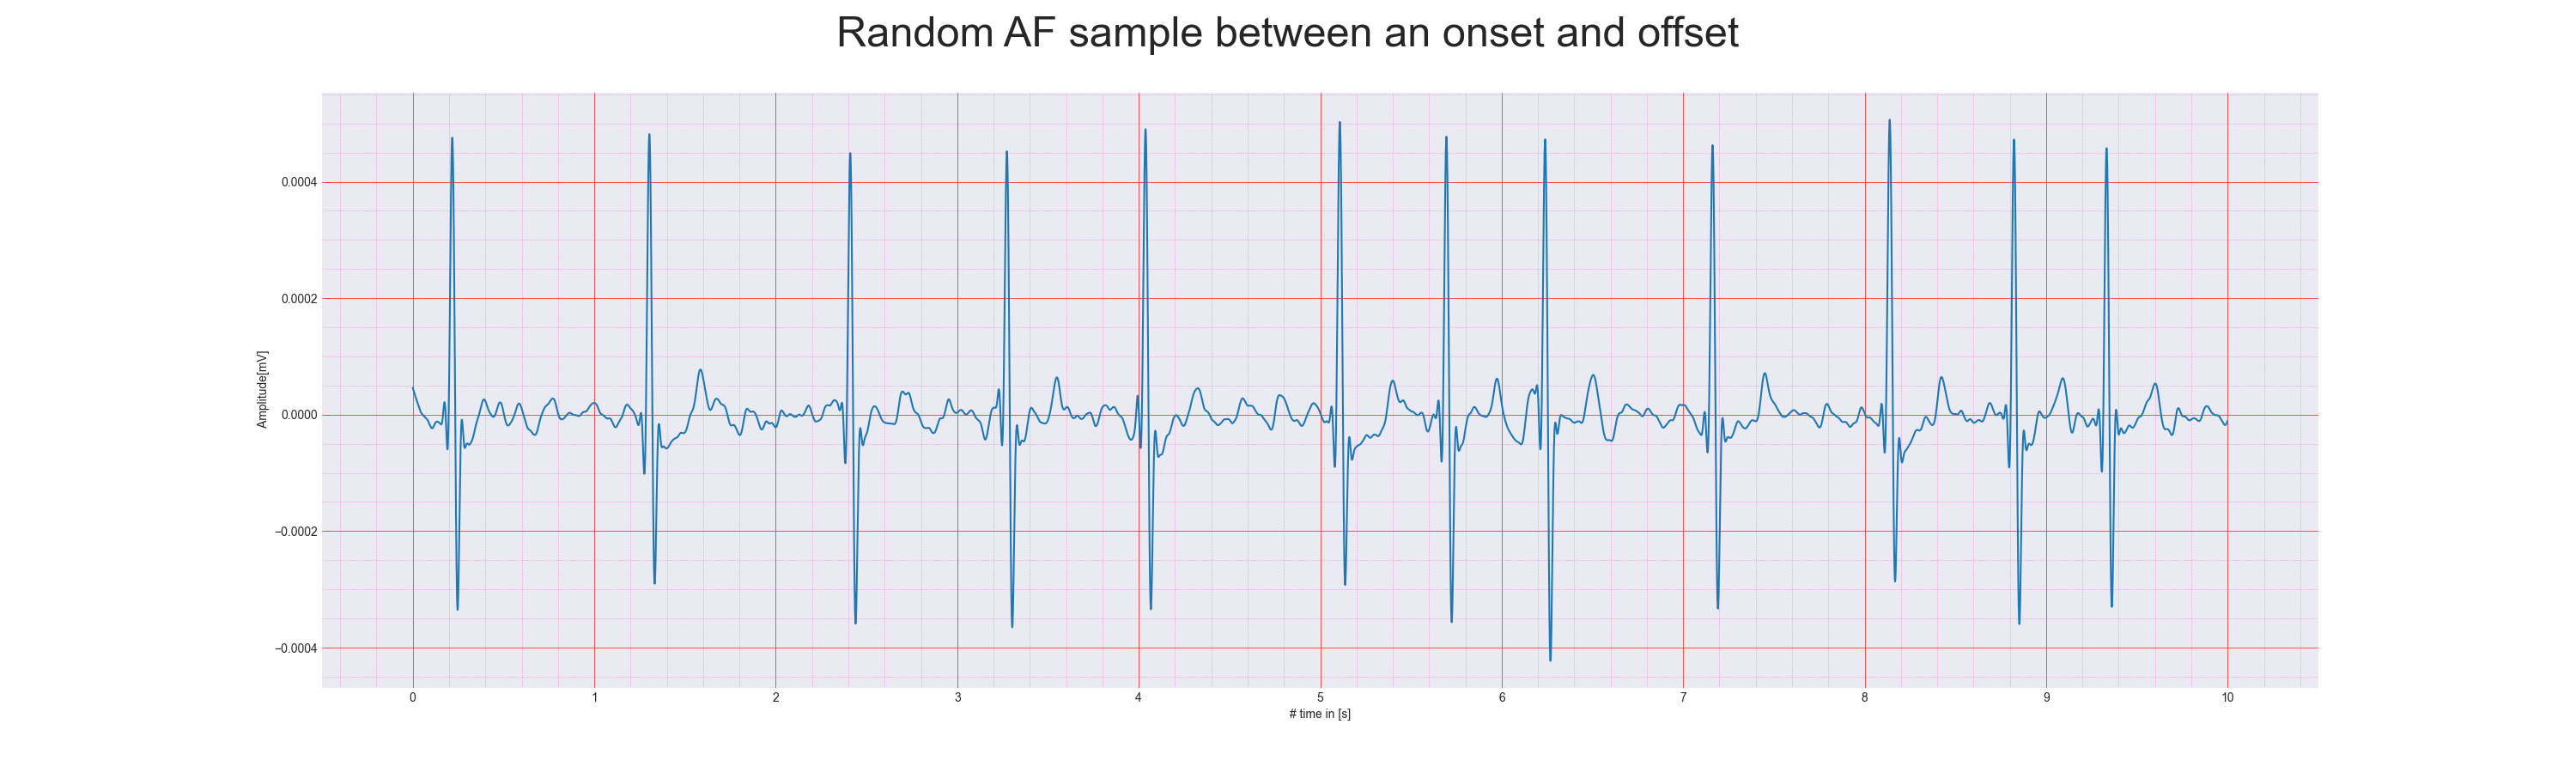 Random AF sample between an onset and offset
Amplitude[mV]
0.0004
0.0002
0.0000
−0.0002
−0.0004
0 1 2 3 4 5 6 7 8 9 10
# time in [s]